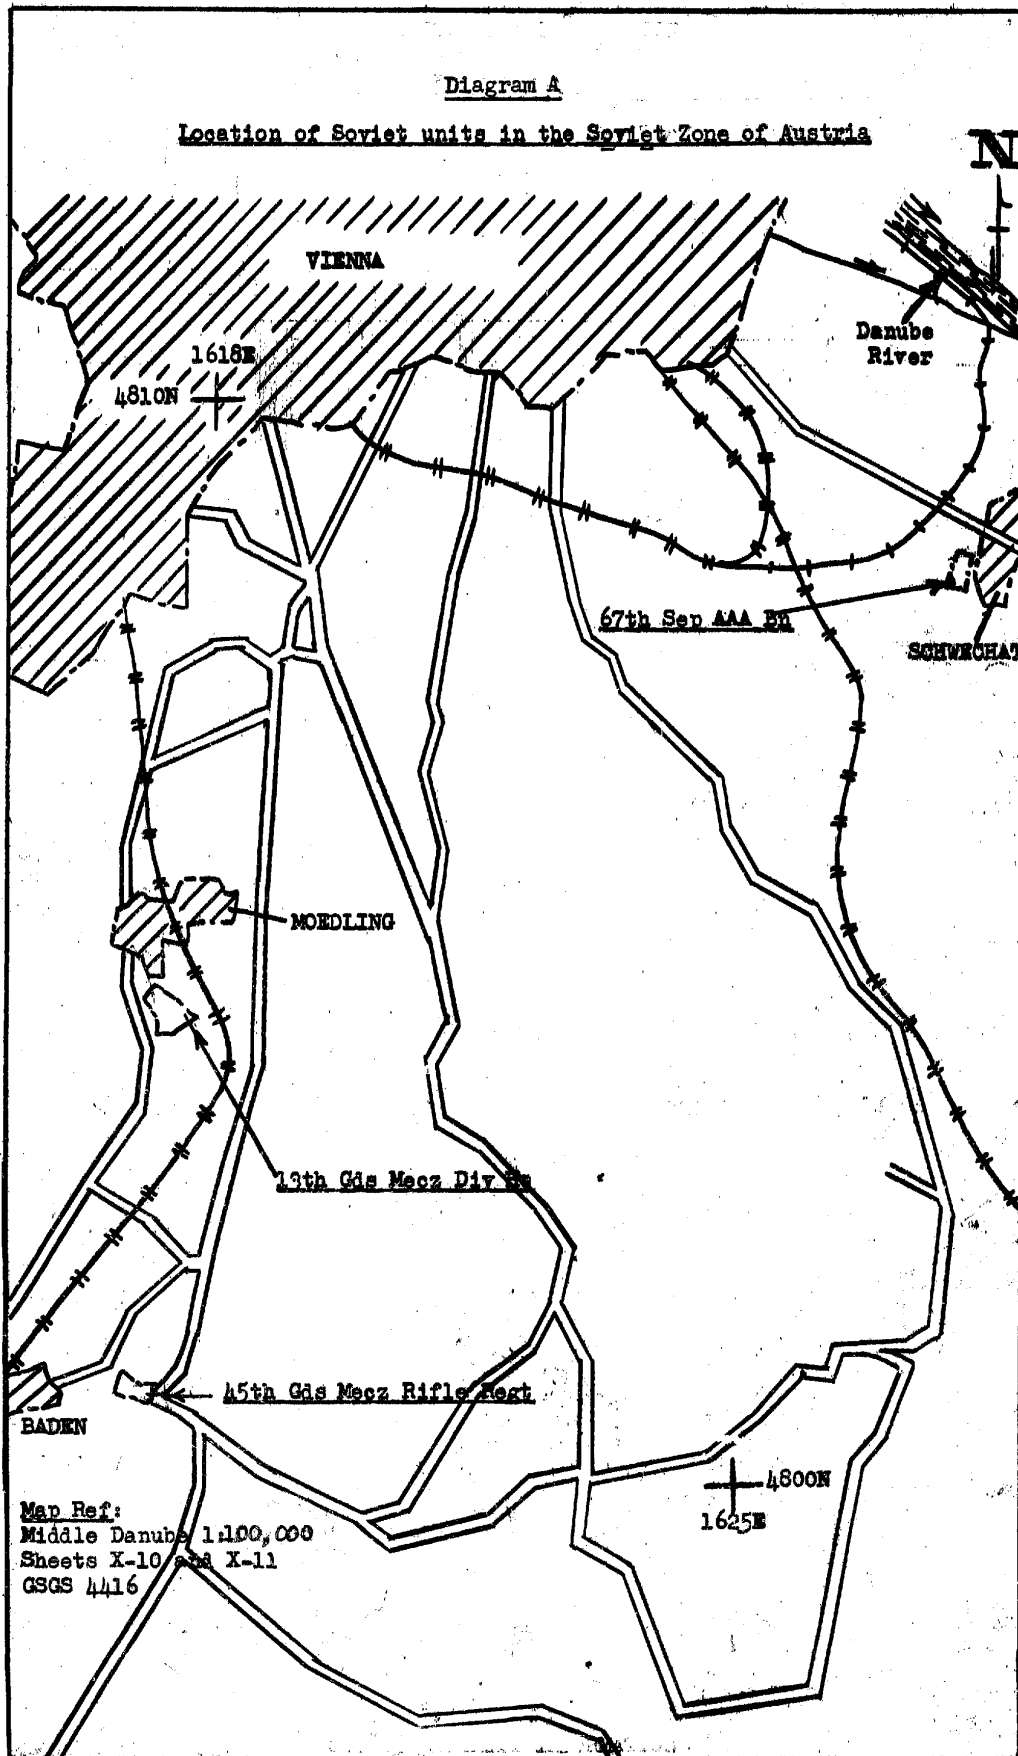 Diagram A
Location of Soviet units in the Soviet Zone of Austria
N
VIENNA
Danube
River
1618E
4810N
67th Sep AAA Bn
SCHWECHAT
MOEDLING
13th Gds Mecz Div Hq
45th Gds Mecz Rifle Regt
BADEN
4800N
1625E
Map Ref:
Middle Danube 1:100,000
Sheets X-10 and X-11
GSGS 4416